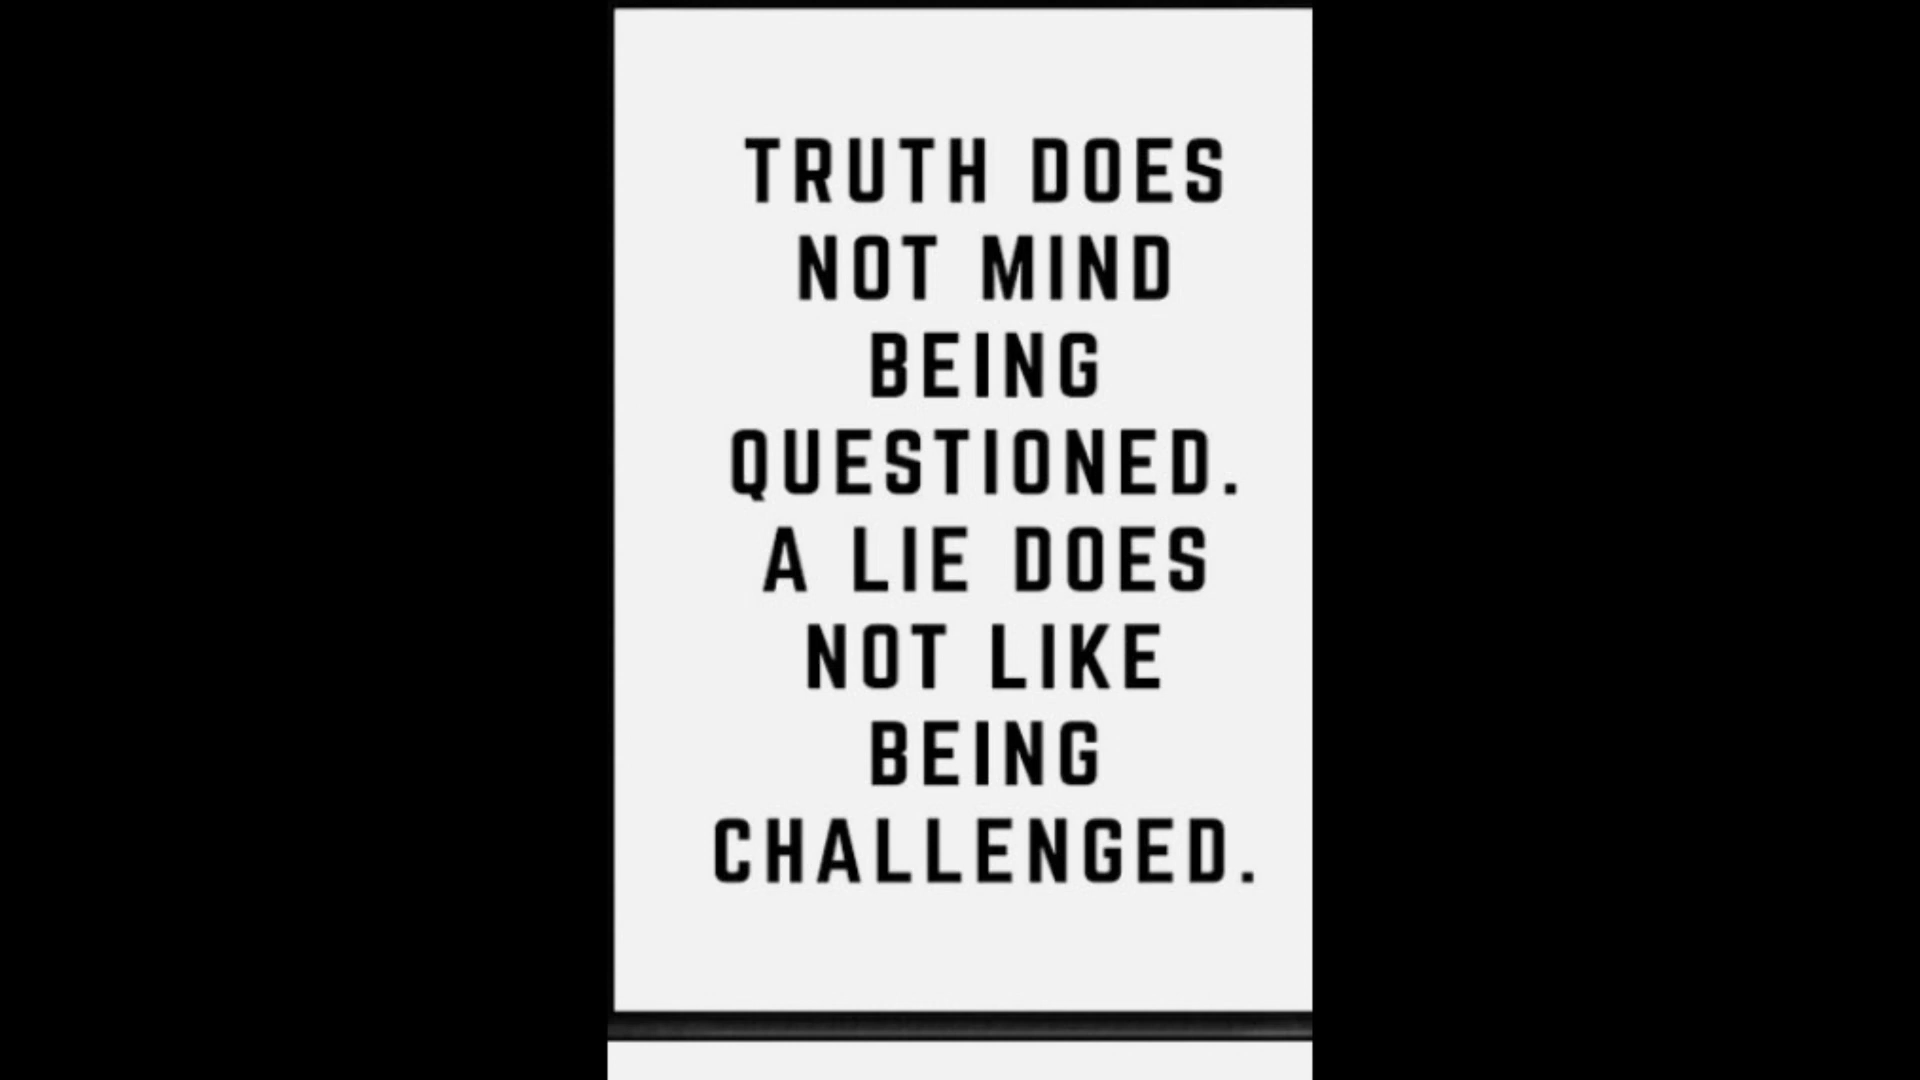 TRUTH DOES
NOT MIND
BEING
QUESTIONED.
A LIE DOES
NOT LIKE
BEING
CHALLENGED.